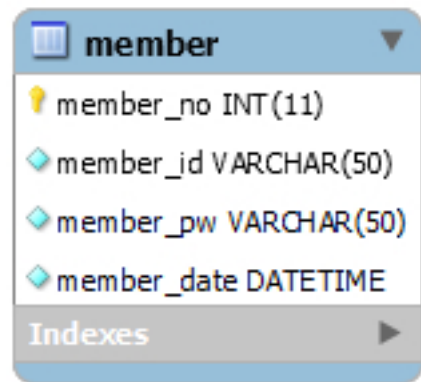 member
member_no INT(11)
member_id VARCHAR(50)
member_pw VARCHAR(50)
member_date DATETIME
Indexes